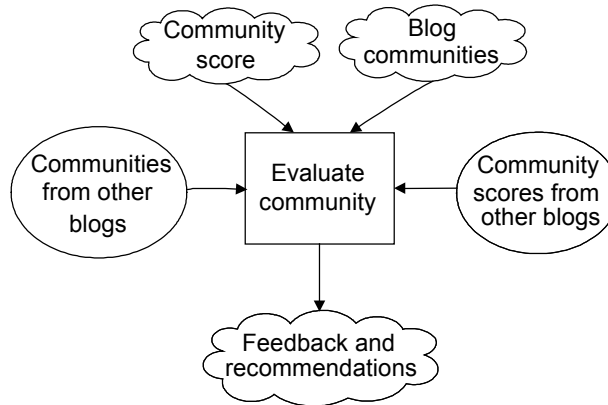 Community
score
Blog
communities
Communities
from other
blogs
Evaluate
community
Community
scores from
other blogs
Feedback and
recommendations